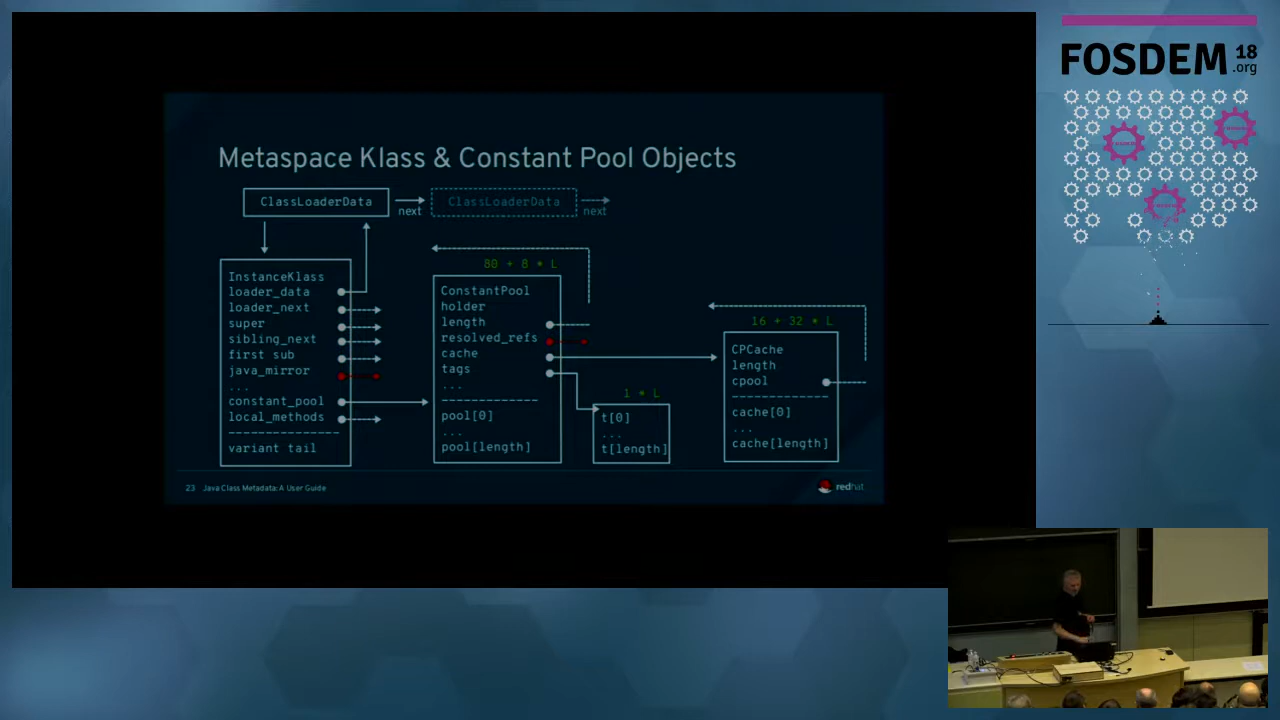 FOSDEM 18
.org
Metaspace Klass & Constant Pool Objects
ClassLoaderData
next
ClassLoaderData
next
InstanceKlass
loader_data
loader_next
super
sibling_next
first sub
java_mirror
...
constant_pool
local_methods
variant tail
80 + 8 * L
ConstantPool
holder
length
resolved_refs
cache
tags
...
pool[0]
...
pool[length]
1 * L
t[0]
...
t[length]
16 + 32 * L
CPCache
length
cpool
cache[0]
...
cache[length]
23 Java Class Metadata: A User Guide
redhat